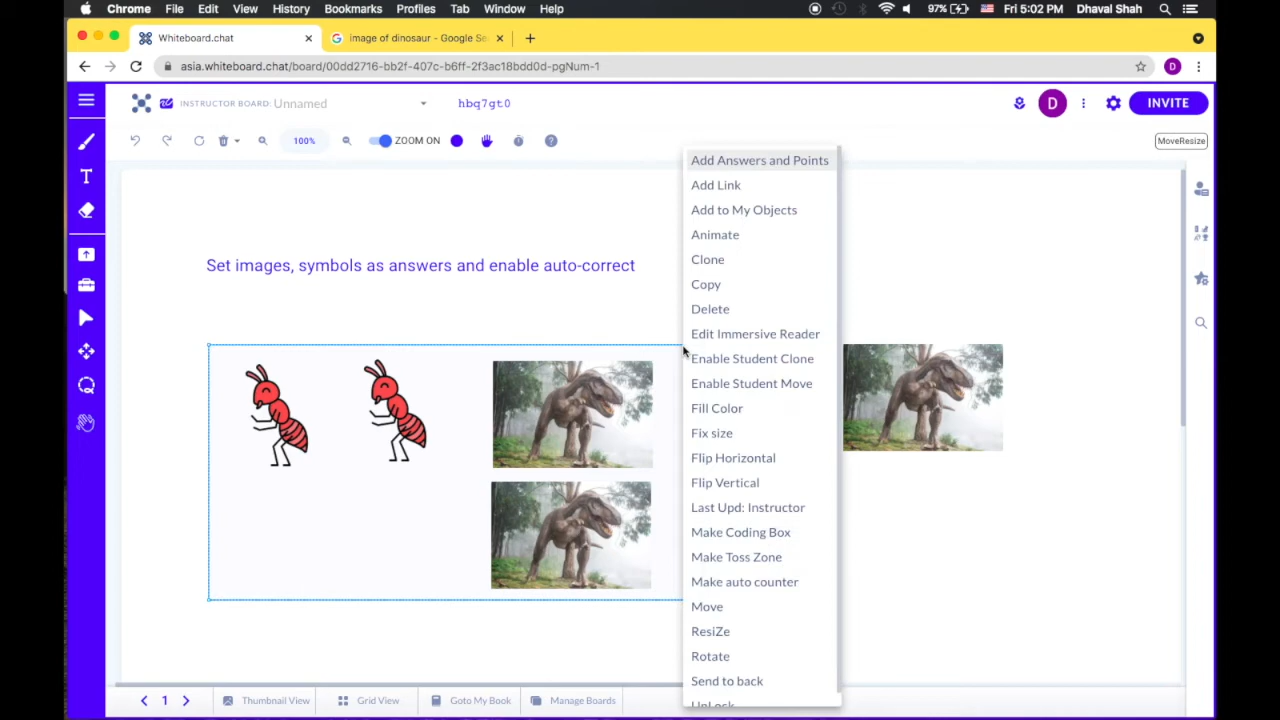 Chrome File Edit View History Bookmarks Profiles Tab Window Help 97% Fri 5:02 PM Dhaval Shah
Whiteboard.chat image of dinosaur - Google Se
asia.whiteboard.chat/board/00dd2716-bb2f-407c-b6ff-2f3ac18bdd0d-pgNum-1 D
INSTRUCTOR BOARD: Unnamed hbq7gt0 D INVITE
100% ZOOM ON MoveResize
T
Set images, symbols as answers and enable auto-correct
Add Answers and Points
Add Link
Add to My Objects
Animate
Clone
Copy
Delete
Edit Immersive Reader
Enable Student Clone
Enable Student Move
Fill Color
Fix size
Flip Horizontal
Flip Vertical
Last Upd: Instructor
Make Coding Box
Make Toss Zone
Make auto counter
Move
ResiZe
Rotate
Send to back
UnLock
1 Thumbnail View Grid View Goto My Book Manage Boards